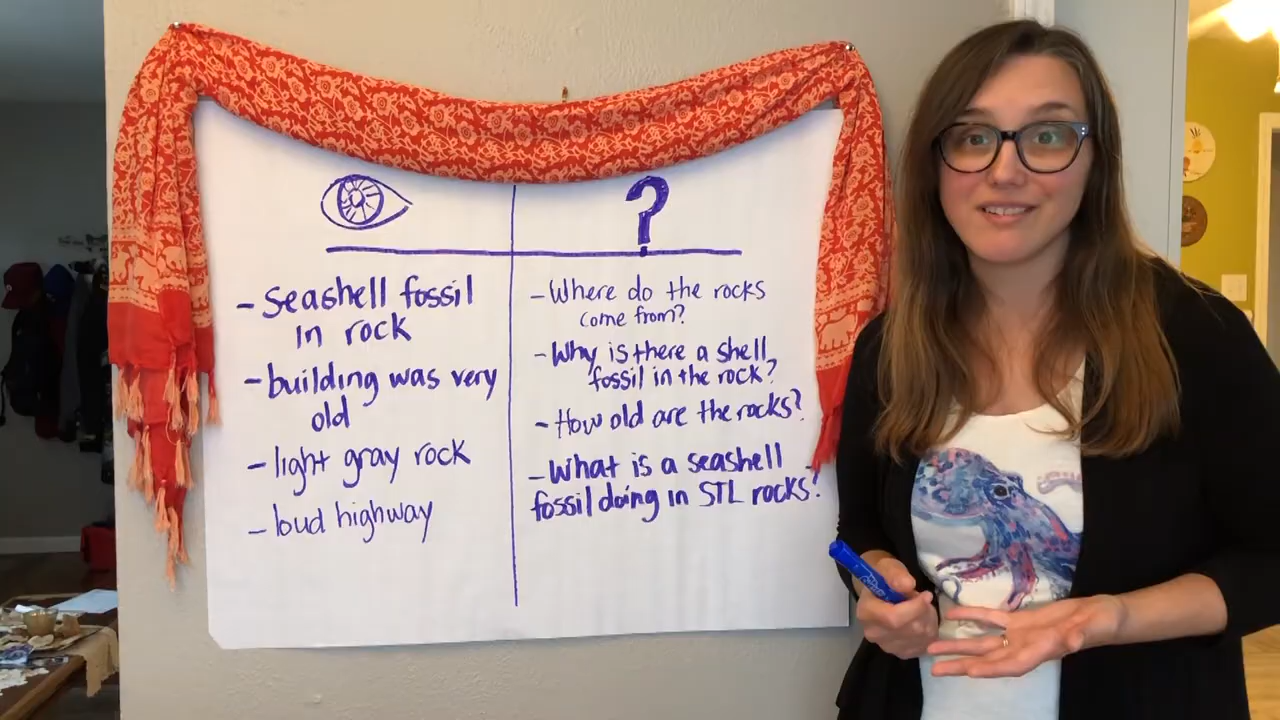 ?
- Seashell fossil
in rock
- building was very
old
- light gray rock
- loud highway
- Where do the rocks
come from?
- Why is there a shell
fossil in the rock?
- How old are the rocks?
- What is a seashell
fossil doing in STL rocks?